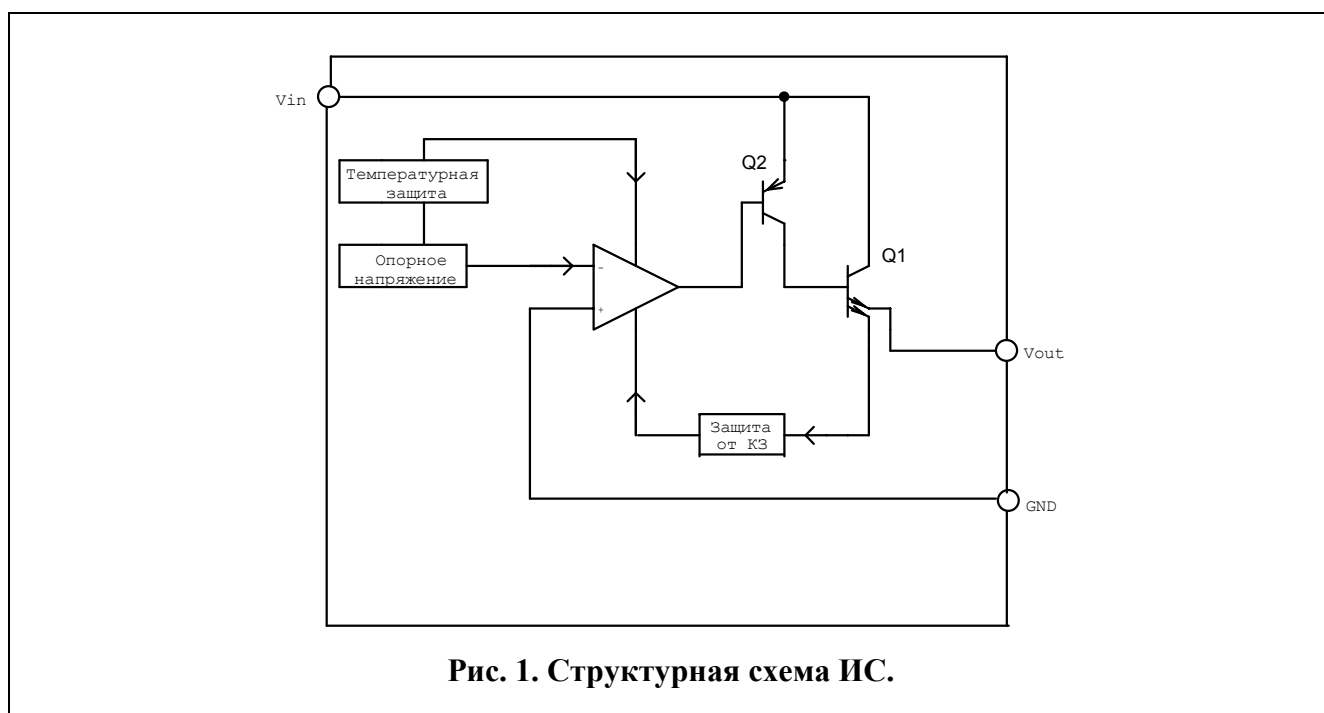 Vin
Q2
Температурная
защита
Q1
Опорное
напряжение
-
+
Vout
Защита
от КЗ
GND
Рис. 1. Структурная схема ИС.